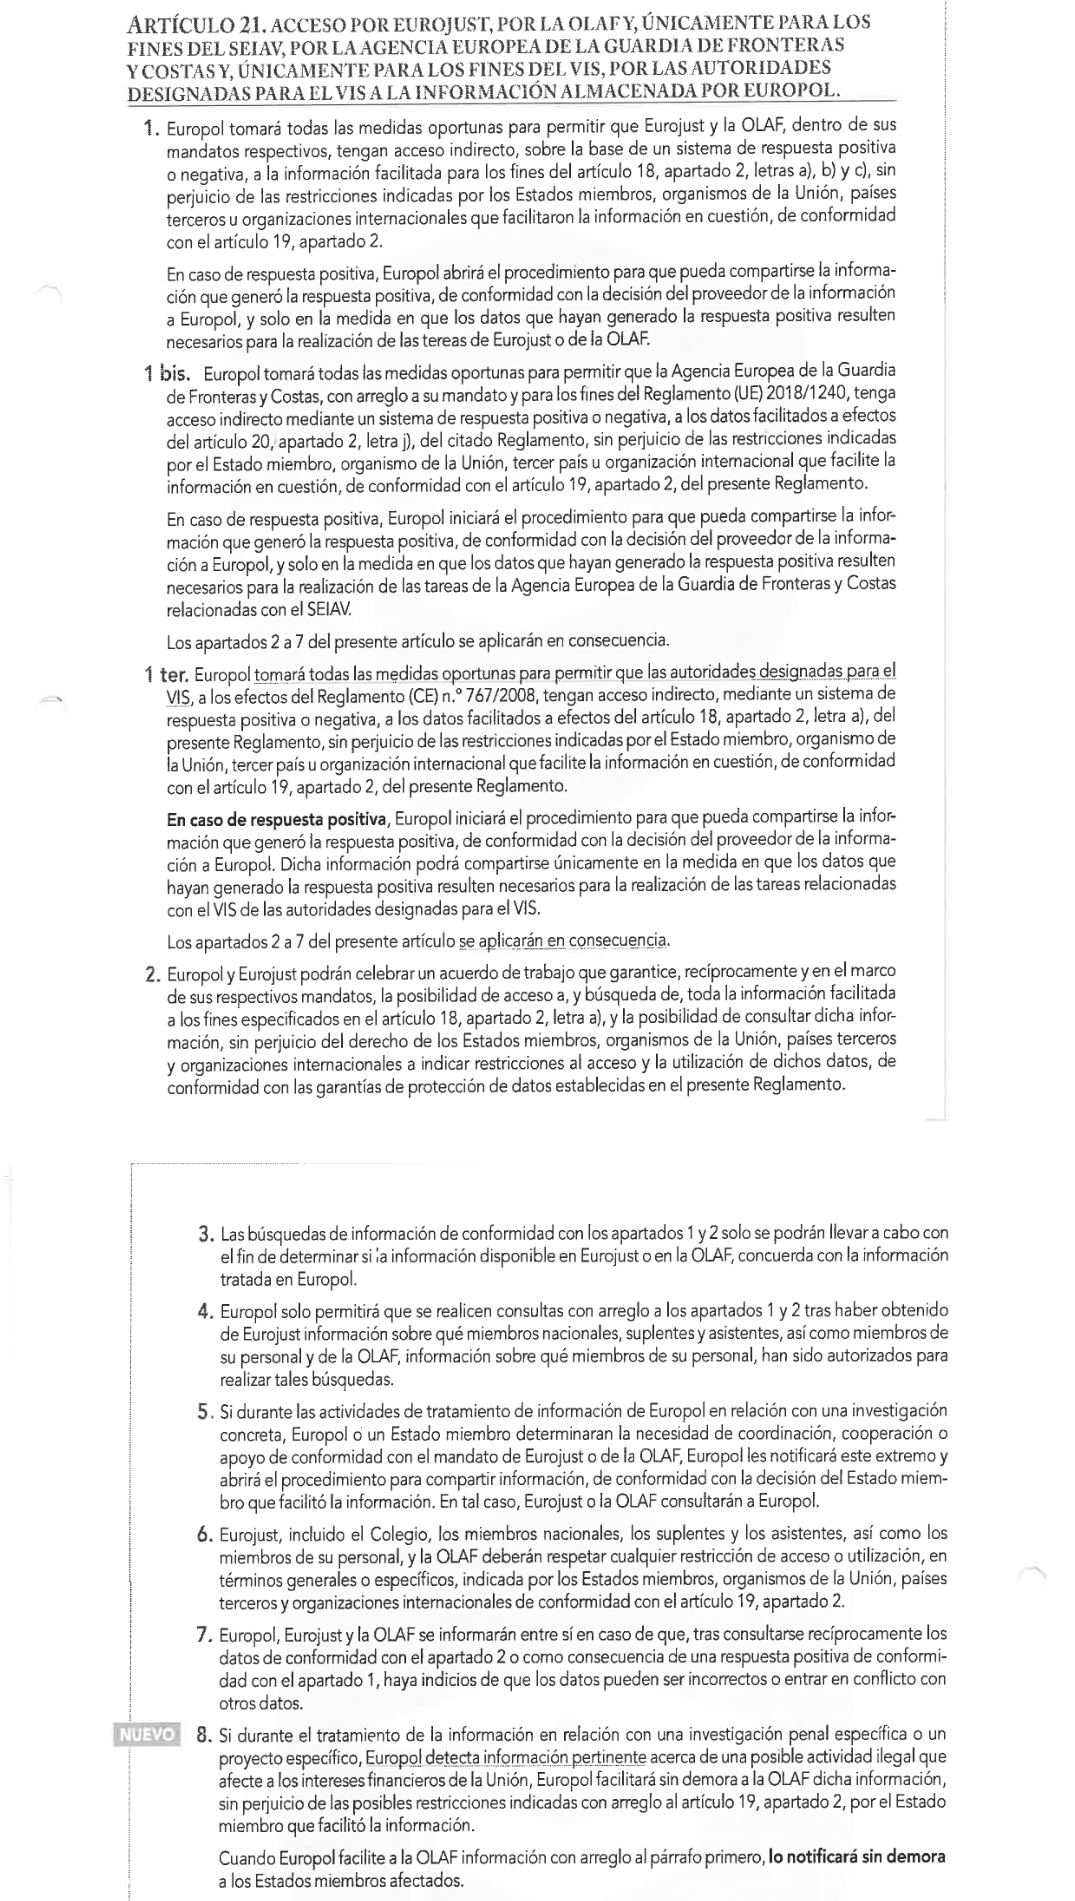 ARTÍCULO 21. ACCESO POR EUROJUST, POR LA OLAF Y, ÚNICAMENTE PARA LOS
FINES DEL SEIAV, POR LA AGENCIA EUROPEA DE LA GUARDIA DE FRONTERAS
Y COSTAS Y, ÚNICAMENTE PARA LOS FINES DEL VIS, POR LAS AUTORIDADES
DESIGNADAS PARA EL VIS A LA INFORMACIÓN ALMACENADA POR EUROPOL.
1. Europol tomará todas las medidas oportunas para permitir que Eurojust y la OLAF, dentro de sus
mandatos respectivos, tengan acceso indirecto, sobre la base de un sistema de respuesta positiva
o negativa, a la información facilitada para los fines del artículo 18, apartado 2, letras a), b) y c), sin
perjuicio de las restricciones indicadas por los Estados miembros, organismos de la Unión, países
terceros u organizaciones internacionales que facilitaron la información en cuestión, de conformidad
con el artículo 19, apartado 2.
En caso de respuesta positiva, Europol abrirá el procedimiento para que pueda compartirse la informa-
ción que generó la respuesta positiva, de conformidad con la decisión del proveedor de la información
a Europol, y solo en la medida en que los datos que hayan generado la respuesta positiva resulten
necesarios para la realización de las tereas de Eurojust o de la OLAF.
1 bis. Europol tomará todas las medidas oportunas para permitir que la Agencia Europea de la Guardia
de Fronteras y Costas, con arreglo a su mandato y para los fines del Reglamento (UE) 2018/1240, tenga
acceso indirecto mediante un sistema de respuesta positiva o negativa, a los datos facilitados a efectos
del artículo 20, apartado 2, letra j), del citado Reglamento, sin perjuicio de las restricciones indicadas
por el Estado miembro, organismo de la Unión, tercer país u organización internacional que facilite la
información en cuestión, de conformidad con el artículo 19, apartado 2, del presente Reglamento.
En caso de respuesta positiva, Europol iniciará el procedimiento para que pueda compartirse la infor-
mación que generó la respuesta positiva, de conformidad con la decisión del proveedor de la informa-
ción a Europol, y solo en la medida en que los datos que hayan generado la respuesta positiva resulten
necesarios para la realización de las tareas de la Agencia Europea de la Guardia de Fronteras y Costas
relacionadas con el SEIAV.
Los apartados 2 a 7 del presente artículo se aplicarán en consecuencia.
1 ter. Europol tomará todas las medidas oportunas para permitir que las autoridades designadas para el
VIS, a los efectos del Reglamento (CE) n.º 767/2008, tengan acceso indirecto, mediante un sistema de
respuesta positiva o negativa, a los datos facilitados a efectos del artículo 18, apartado 2, letra a), del
presente Reglamento, sin perjuicio de las restricciones indicadas por el Estado miembro, organismo de
la Unión, tercer país u organización internacional que facilite la información en cuestión, de conformidad
con el artículo 19, apartado 2, del presente Reglamento.
En caso de respuesta positiva, Europol iniciará el procedimiento para que pueda compartirse la infor-
mación que generó la respuesta positiva, de conformidad con la decisión del proveedor de la informa-
ción a Europol. Dicha información podrá compartirse únicamente en la medida en que los datos que
hayan generado la respuesta positiva resulten necesarios para la realización de las tareas relacionadas
con el VIS de las autoridades designadas para el VIS.
Los apartados 2 a 7 del presente artículo se aplicarán en consecuencia.
2. Europol y Eurojust podrán celebrar un acuerdo de trabajo que garantice, recíprocamente y en el marco
de sus respectivos mandatos, la posibilidad de acceso a, y búsqueda de, toda la información facilitada
a los fines especificados en el artículo 18, apartado 2, letra a), y la posibilidad de consultar dicha infor-
mación, sin perjuicio del derecho de los Estados miembros, organismos de la Unión, países terceros
y organizaciones internacionales a indicar restricciones al acceso y la utilización de dichos datos, de
conformidad con las garantías de protección de datos establecidas en el presente Reglamento.
3. Las búsquedas de información de conformidad con los apartados 1 y 2 solo se podrán llevar a cabo con
el fin de determinar si la información disponible en Eurojust o en la OLAF, concuerda con la información
tratada en Europol.
4. Europol solo permitirá que se realicen consultas con arreglo a los apartados 1 y 2 tras haber obtenido
de Eurojust información sobre qué miembros nacionales, suplentes y asistentes, así como miembros de
su personal y de la OLAF, información sobre qué miembros de su personal, han sido autorizados para
realizar tales búsquedas.
5. Si durante las actividades de tratamiento de información de Europol en relación con una investigación
concreta, Europol o un Estado miembro determinaran la necesidad de coordinación, cooperación o
apoyo de conformidad con el mandato de Eurojust o de la OLAF, Europol les notificará este extremo y
abrirá el procedimiento para compartir información, de conformidad con la decisión del Estado miem-
bro que facilitó la información. En tal caso, Eurojust o la OLAF consultarán a Europol.
6. Eurojust, incluido el Colegio, los miembros nacionales, los suplentes y los asistentes, así como los
miembros de su personal, y la OLAF deberán respetar cualquier restricción de acceso o utilización, en
términos generales o específicos, indicada por los Estados miembros, organismos de la Unión, países
terceros y organizaciones internacionales de conformidad con el artículo 19, apartado 2.
7. Europol, Eurojust y la OLAF se informarán entre sí en caso de que, tras consultarse recíprocamente los
datos de conformidad con el apartado 2 o como consecuencia de una respuesta positiva de conformi-
dad con el apartado 1, haya indicios de que los datos pueden ser incorrectos o entrar en conflicto con
otros datos.
NUEVO 8. Si durante el tratamiento de la información en relación con una investigación penal específica o un
proyecto específico, Europol detecta información pertinente acerca de una posible actividad ilegal que
afecte a los intereses financieros de la Unión, Europol facilitará sin demora a la OLAF dicha información,
sin perjuicio de las posibles restricciones indicadas con arreglo al artículo 19, apartado 2, por el Estado
miembro que facilitó la información.
Cuando Europol facilite a la OLAF información con arreglo al párrafo primero, lo notificará sin demora
a los Estados miembros afectados.